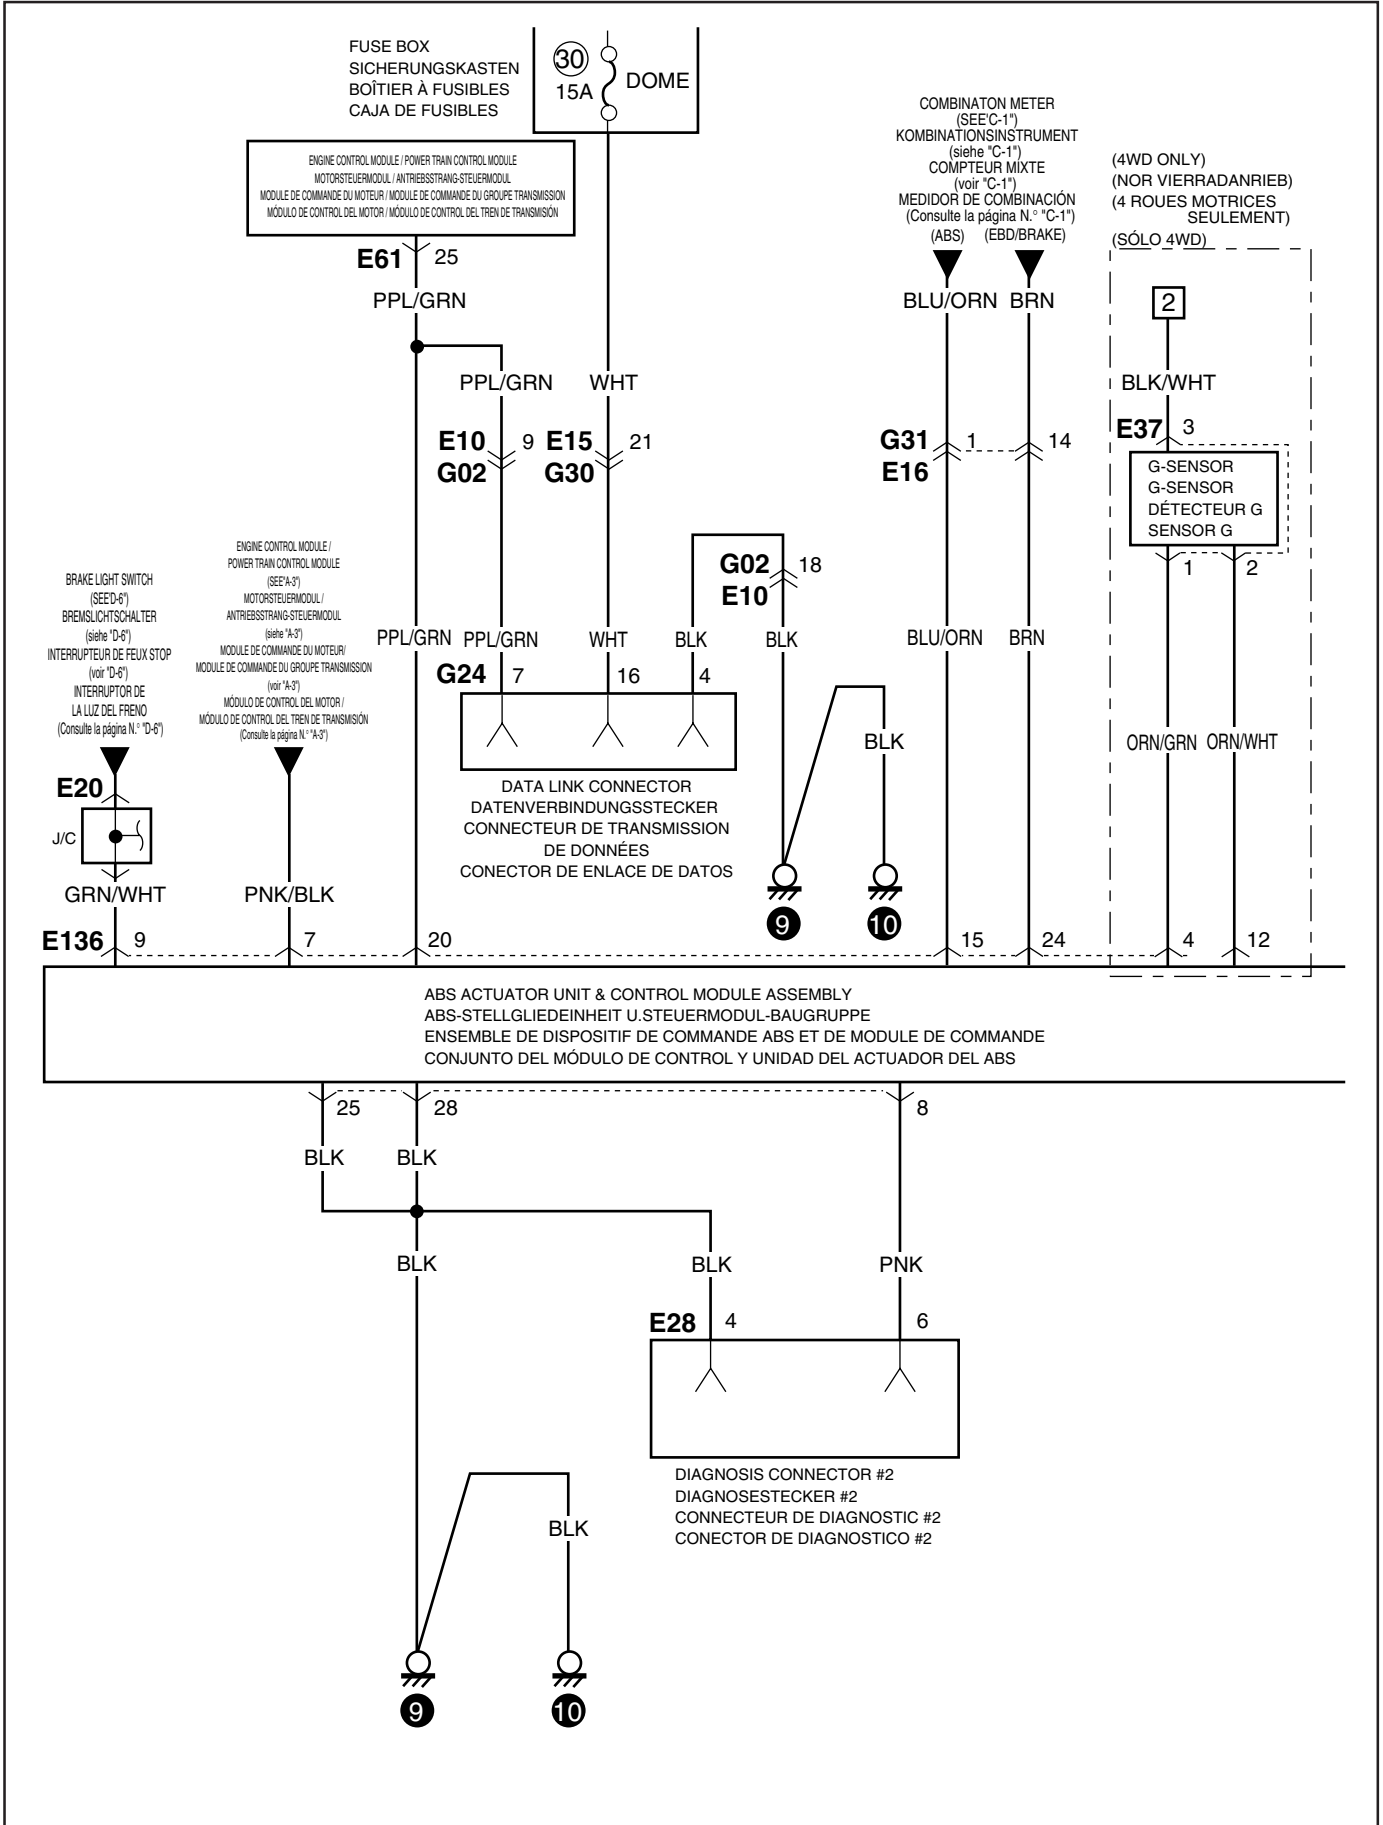 FUSE BOX
SICHERUNGSKASTEN
BOÎTIER À FUSIBLES
CAJA DE FUSIBLES
30
15A
DOME
ENGINE CONTROL MODULE / POWER TRAIN CONTROL MODULE
MOTORSTEUERMODUL / ANTRIEBSSTRANG-STEUERMODUL
MODULE DE COMMANDE DU MOTEUR / MODULE DE COMMANDE DU GROUPE TRANSMISSION
MÓDULO DE CONTROL DEL MOTOR / MÓDULO DE CONTROL DEL TREN DE TRANSMISIÓN
E61 25
PPL/GRN
COMBINATON METER
(SEE'C-1")
KOMBINATIONSINSTRUMENT
(siehe "C-1")
COMPTEUR MIXTE
(voir "C-1")
MEDIDOR DE COMBINACIÓN
(Consulte la página N.° "C-1")
(ABS) (EBD/BRAKE)
BLU/ORN BRN
(4WD ONLY)
(NOR VIERRADANRIEB)
(4 ROUES MOTRICES
SEULEMENT)
(SÓLO 4WD)
2
PPL/GRN WHT
BLK/WHT
E10 9 E15 21
G02 G30
G31 1 14
E16
E37 3
G-SENSOR
G-SENSOR
DÉTECTEUR G
SENSOR G
1 2
G02 18
E10
BRAKE LIGHT SWITCH
(SEE'D-6")
BREMSLICHTSCHALTER
(siehe "D-6")
INTERRUPTEUR DE FEUX STOP
(voir "D-6")
INTERRUPTOR DE
LA LUZ DEL FRENO
(Consulte la página N.° "D-6")
ENGINE CONTROL MODULE /
POWER TRAIN CONTROL MODULE
(SEE"A-3")
MOTORSTEUERMODUL /
ANTRIEBSSTRANG-STEUERMODUL
(siehe "A-3")
MODULE DE COMMANDE DU MOTEUR/
MODULE DE COMMANDE DU GROUPE TRANSMISSION
(voir "A-3")
MÓDULO DE CONTROL DEL MOTOR /
MÓDULO DE CONTROL DEL TREN DE TRANSMISIÓN
(Consulte la página N.° "A-3")
PPL/GRN PPL/GRN WHT BLK BLK BLU/ORN BRN
G24 7 16 4
BLK
ORN/GRN ORN/WHT
DATA LINK CONNECTOR
DATENVERBINDUNGSSTECKER
CONNECTEUR DE TRANSMISSION
DE DONNÉES
CONECTOR DE ENLACE DE DATOS
E20
J/C
GRN/WHT PNK/BLK
9 10
E136 9 7 20 15 24 4 12
ABS ACTUATOR UNIT & CONTROL MODULE ASSEMBLY
ABS-STELLGLIEDEINHEIT U.STEUERMODUL-BAUGRUPPE
ENSEMBLE DE DISPOSITIF DE COMMANDE ABS ET DE MODULE DE COMMANDE
CONJUNTO DEL MÓDULO DE CONTROL Y UNIDAD DEL ACTUADOR DEL ABS
25 28 8
BLK BLK
BLK BLK PNK
E28 4 6
DIAGNOSIS CONNECTOR #2
DIAGNOSESTECKER #2
CONNECTEUR DE DIAGNOSTIC #2
CONECTOR DE DIAGNOSTICO #2
BLK
9 10